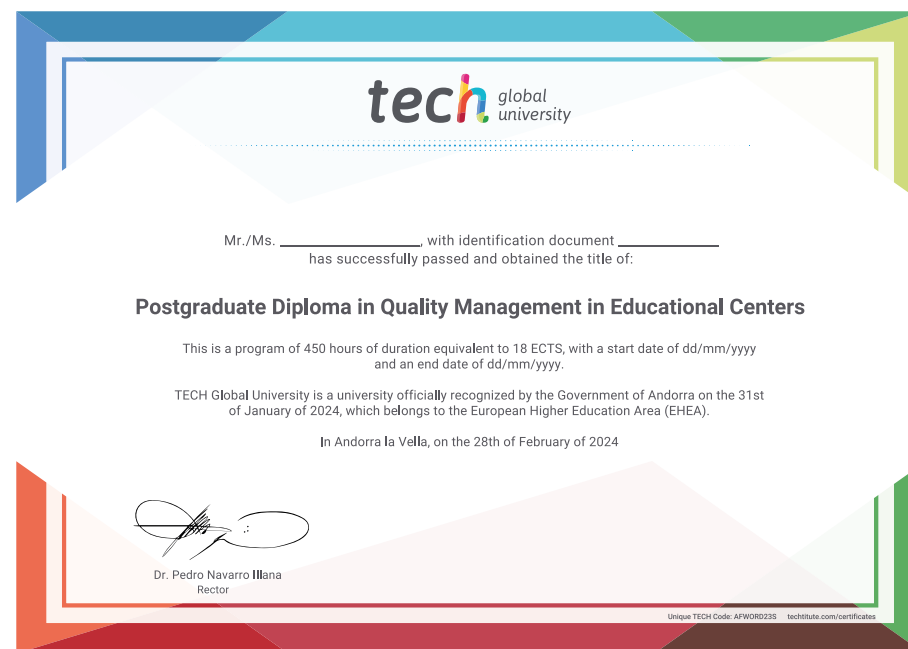 tech global
university
Mr./Ms. ____________, with identification document ____________
has successfully passed and obtained the title of:
Postgraduate Diploma in Quality Management in Educational Centers
This is a program of 450 hours of duration equivalent to 18 ECTS, with a start date of dd/mm/yyyy
and an end date of dd/mm/yyyy.
TECH Global University is a university officially recognized by the Government of Andorra on the 31st
of January of 2024, which belongs to the European Higher Education Area (EHEA).
In Andorra la Vella, on the 28th of February of 2024
Dr. Pedro Navarro Illana
Rector
Unique TECH Code: AFWORD23S techtitute.com/certificates